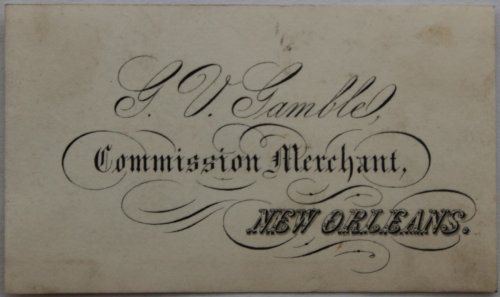 G. V. Gamble,
Commission Merchant,
NEW ORLEANS.